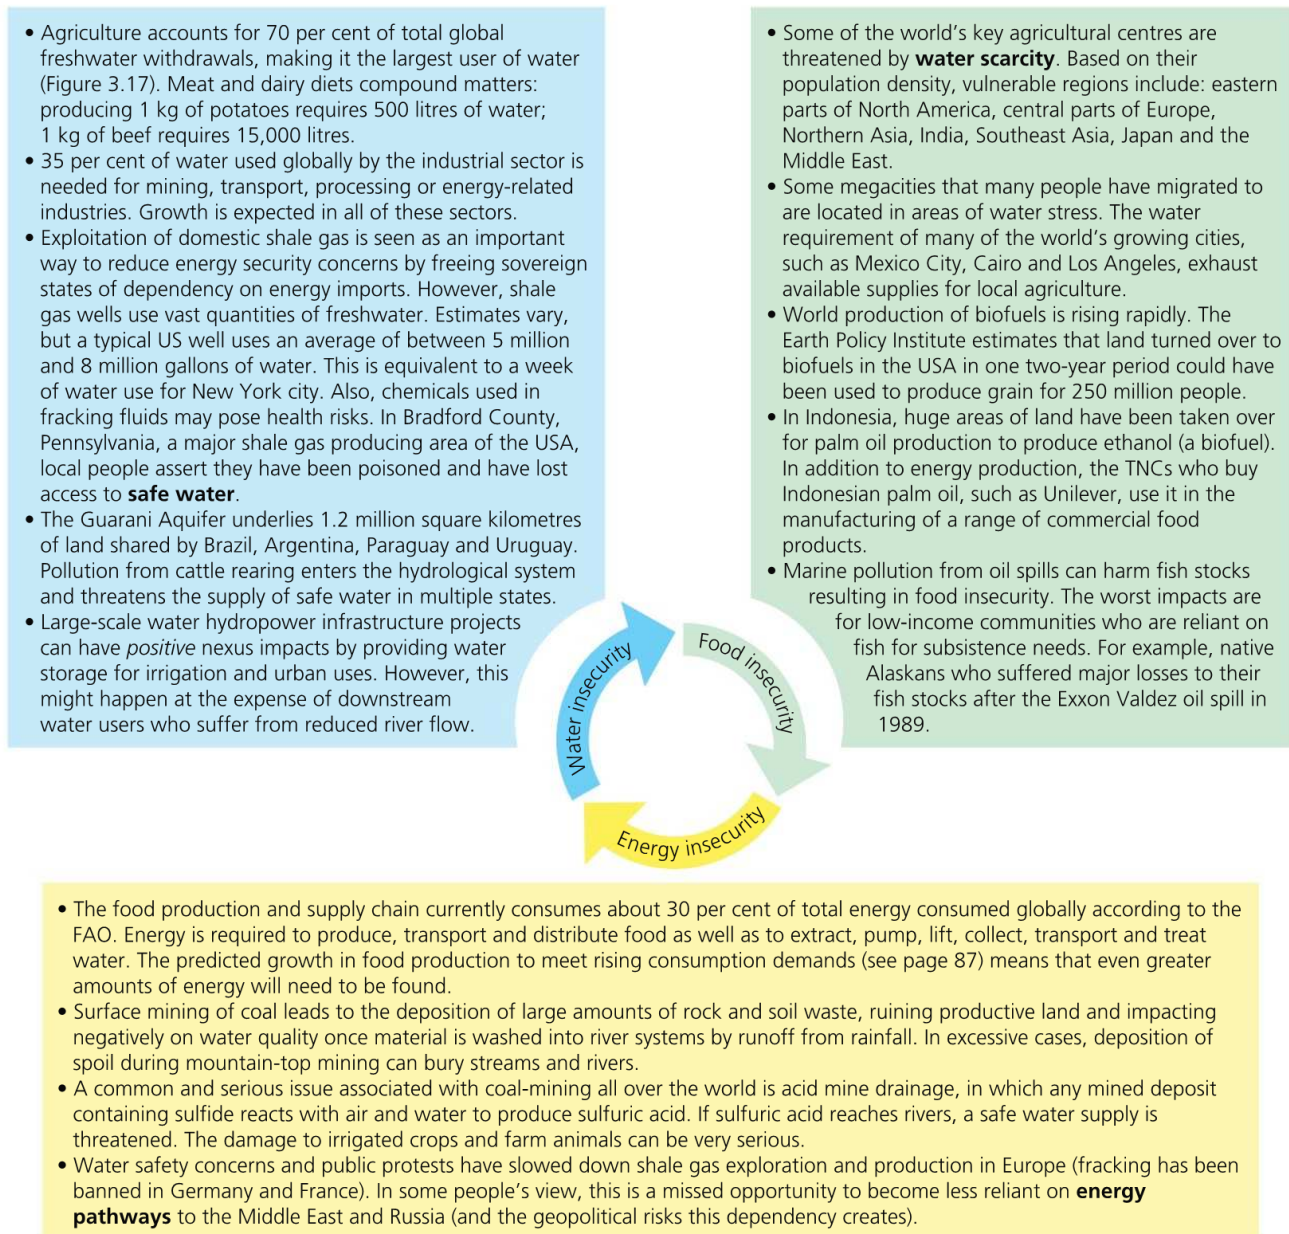 • Agriculture accounts for 70 per cent of total global
freshwater withdrawals, making it the largest user of water
(Figure 3.17). Meat and dairy diets compound matters:
producing 1 kg of potatoes requires 500 litres of water;
1 kg of beef requires 15,000 litres.
• 35 per cent of water used globally by the industrial sector is
needed for mining, transport, processing or energy-related
industries. Growth is expected in all of these sectors.
• Exploitation of domestic shale gas is seen as an important
way to reduce energy security concerns by freeing sovereign
states of dependency on energy imports. However, shale
gas wells use vast quantities of freshwater. Estimates vary,
but a typical US well uses an average of between 5 million
and 8 million gallons of water. This is equivalent to a week
of water use for New York city. Also, chemicals used in
fracking fluids may pose health risks. In Bradford County,
Pennsylvania, a major shale gas producing area of the USA,
local people assert they have been poisoned and have lost
access to safe water.
• The Guarani Aquifer underlies 1.2 million square kilometres
of land shared by Brazil, Argentina, Paraguay and Uruguay.
Pollution from cattle rearing enters the hydrological system
and threatens the supply of safe water in multiple states.
• Large-scale water hydropower infrastructure projects
can have positive nexus impacts by providing water
storage for irrigation and urban uses. However, this
might happen at the expense of downstream
water users who suffer from reduced river flow.
• Some of the world's key agricultural centres are
threatened by water scarcity. Based on their
population density, vulnerable regions include: eastern
parts of North America, central parts of Europe,
Northern Asia, India, Southeast Asia, Japan and the
Middle East.
• Some megacities that many people have migrated to
are located in areas of water stress. The water
requirement of many of the world's growing cities,
such as Mexico City, Cairo and Los Angeles, exhaust
available supplies for local agriculture.
• World production of biofuels is rising rapidly. The
Earth Policy Institute estimates that land turned over to
biofuels in the USA in one two-year period could have
been used to produce grain for 250 million people.
• In Indonesia, huge areas of land have been taken over
for palm oil production to produce ethanol (a biofuel).
In addition to energy production, the TNCs who buy
Indonesian palm oil, such as Unilever, use it in the
manufacturing of a range of commercial food
products.
• Marine pollution from oil spills can harm fish stocks
resulting in food insecurity. The worst impacts are
for low-income communities who are reliant on
fish for subsistence needs. For example, native
Alaskans who suffered major losses to their
fish stocks after the Exxon Valdez oil spill in
1989.
Water insecurity
Food insecurity
Energy insecurity
• The food production and supply chain currently consumes about 30 per cent of total energy consumed globally according to the
FAO. Energy is required to produce, transport and distribute food as well as to extract, pump, lift, collect, transport and treat
water. The predicted growth in food production to meet rising consumption demands (see page 87) means that even greater
amounts of energy will need to be found.
• Surface mining of coal leads to the deposition of large amounts of rock and soil waste, ruining productive land and impacting
negatively on water quality once material is washed into river systems by runoff from rainfall. In excessive cases, deposition of
spoil during mountain-top mining can bury streams and rivers.
• A common and serious issue associated with coal-mining all over the world is acid mine drainage, in which any mined deposit
containing sulfide reacts with air and water to produce sulfuric acid. If sulfuric acid reaches rivers, a safe water supply is
threatened. The damage to irrigated crops and farm animals can be very serious.
• Water safety concerns and public protests have slowed down shale gas exploration and production in Europe (fracking has been
banned in Germany and France). In some people's view, this is a missed opportunity to become less reliant on energy
pathways to the Middle East and Russia (and the geopolitical risks this dependency creates).